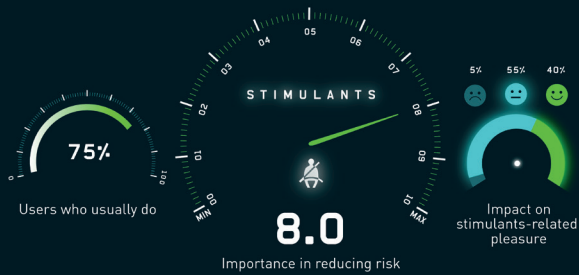 75%
0
100
Users who usually do
STIMULANTS
00
01
02
03
04
05
06
07
08
09
10
MIN
MAX
8.0
Importance in reducing risk
5% 55% 40%
Impact on
stimulants-related
pleasure